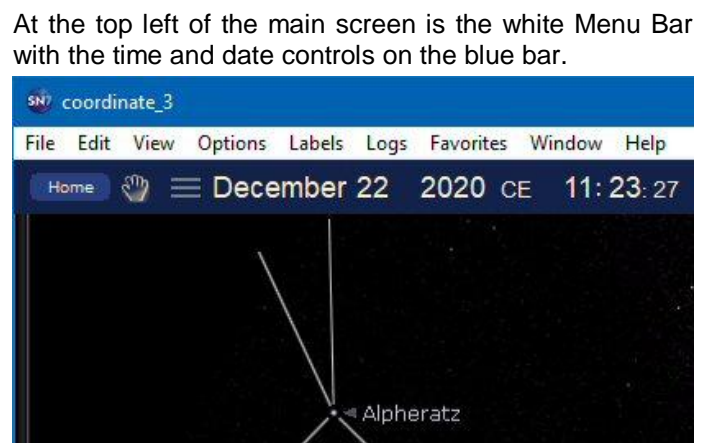 At the top left of the main screen is the white Menu Bar
with the time and date controls on the blue bar.
SN7 coordinate_3
File Edit View Options Labels Logs Favorites Window Help
Home December 22 2020 CE 11:23:27
Alpheratz